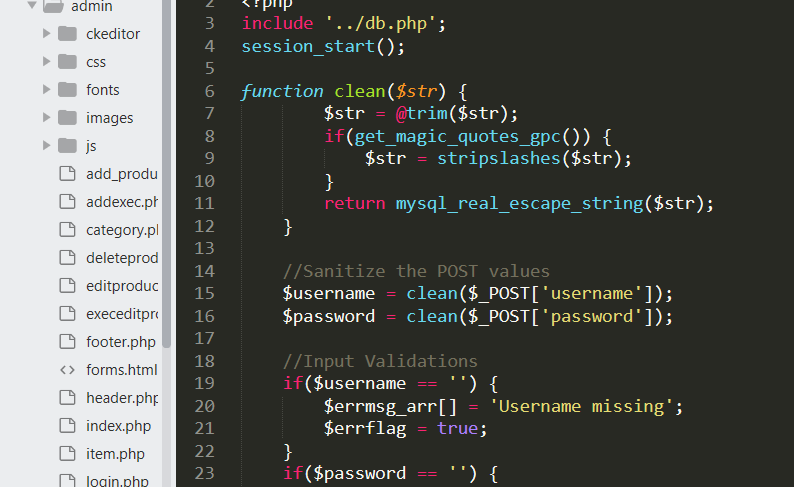 admin
ckeditor
css
fonts
images
js
add_produ
addexec.ph
category.pl
deleteprod
editproduc
execeditpro
footer.php
forms.html
header.php
index.php
item.php
login.php
2 <?php
3 include '../db.php';
4 session_start();
5
6 function clean($str) {
7 $str = @trim($str);
8 if(get_magic_quotes_gpc()) {
9 $str = stripslashes($str);
10 }
11 return mysql_real_escape_string($str);
12 }
13
14 //Sanitize the POST values
15 $username = clean($_POST['username']);
16 $password = clean($_POST['password']);
17
18 //Input Validations
19 if($username == '') {
20 $errmsg_arr[] = 'Username missing';
21 $errflag = true;
22 }
23 if($password == '') {